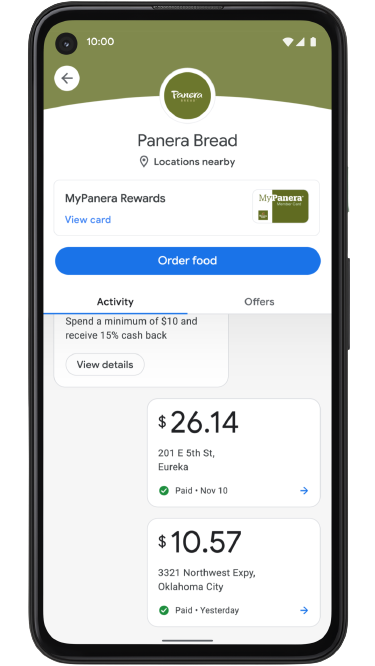 10:00
Panera
BREAD
Panera Bread
Locations nearby
MyPanera Rewards
View card
MyPanera
Member Card
Order food
Activity
Offers
Spend a minimum of $10 and
receive 15% cash back
View details
$26.14
201 E 5th St,
Eureka
Paid • Nov 10
$10.57
3321 Northwest Expy,
Oklahoma City
Paid • Yesterday